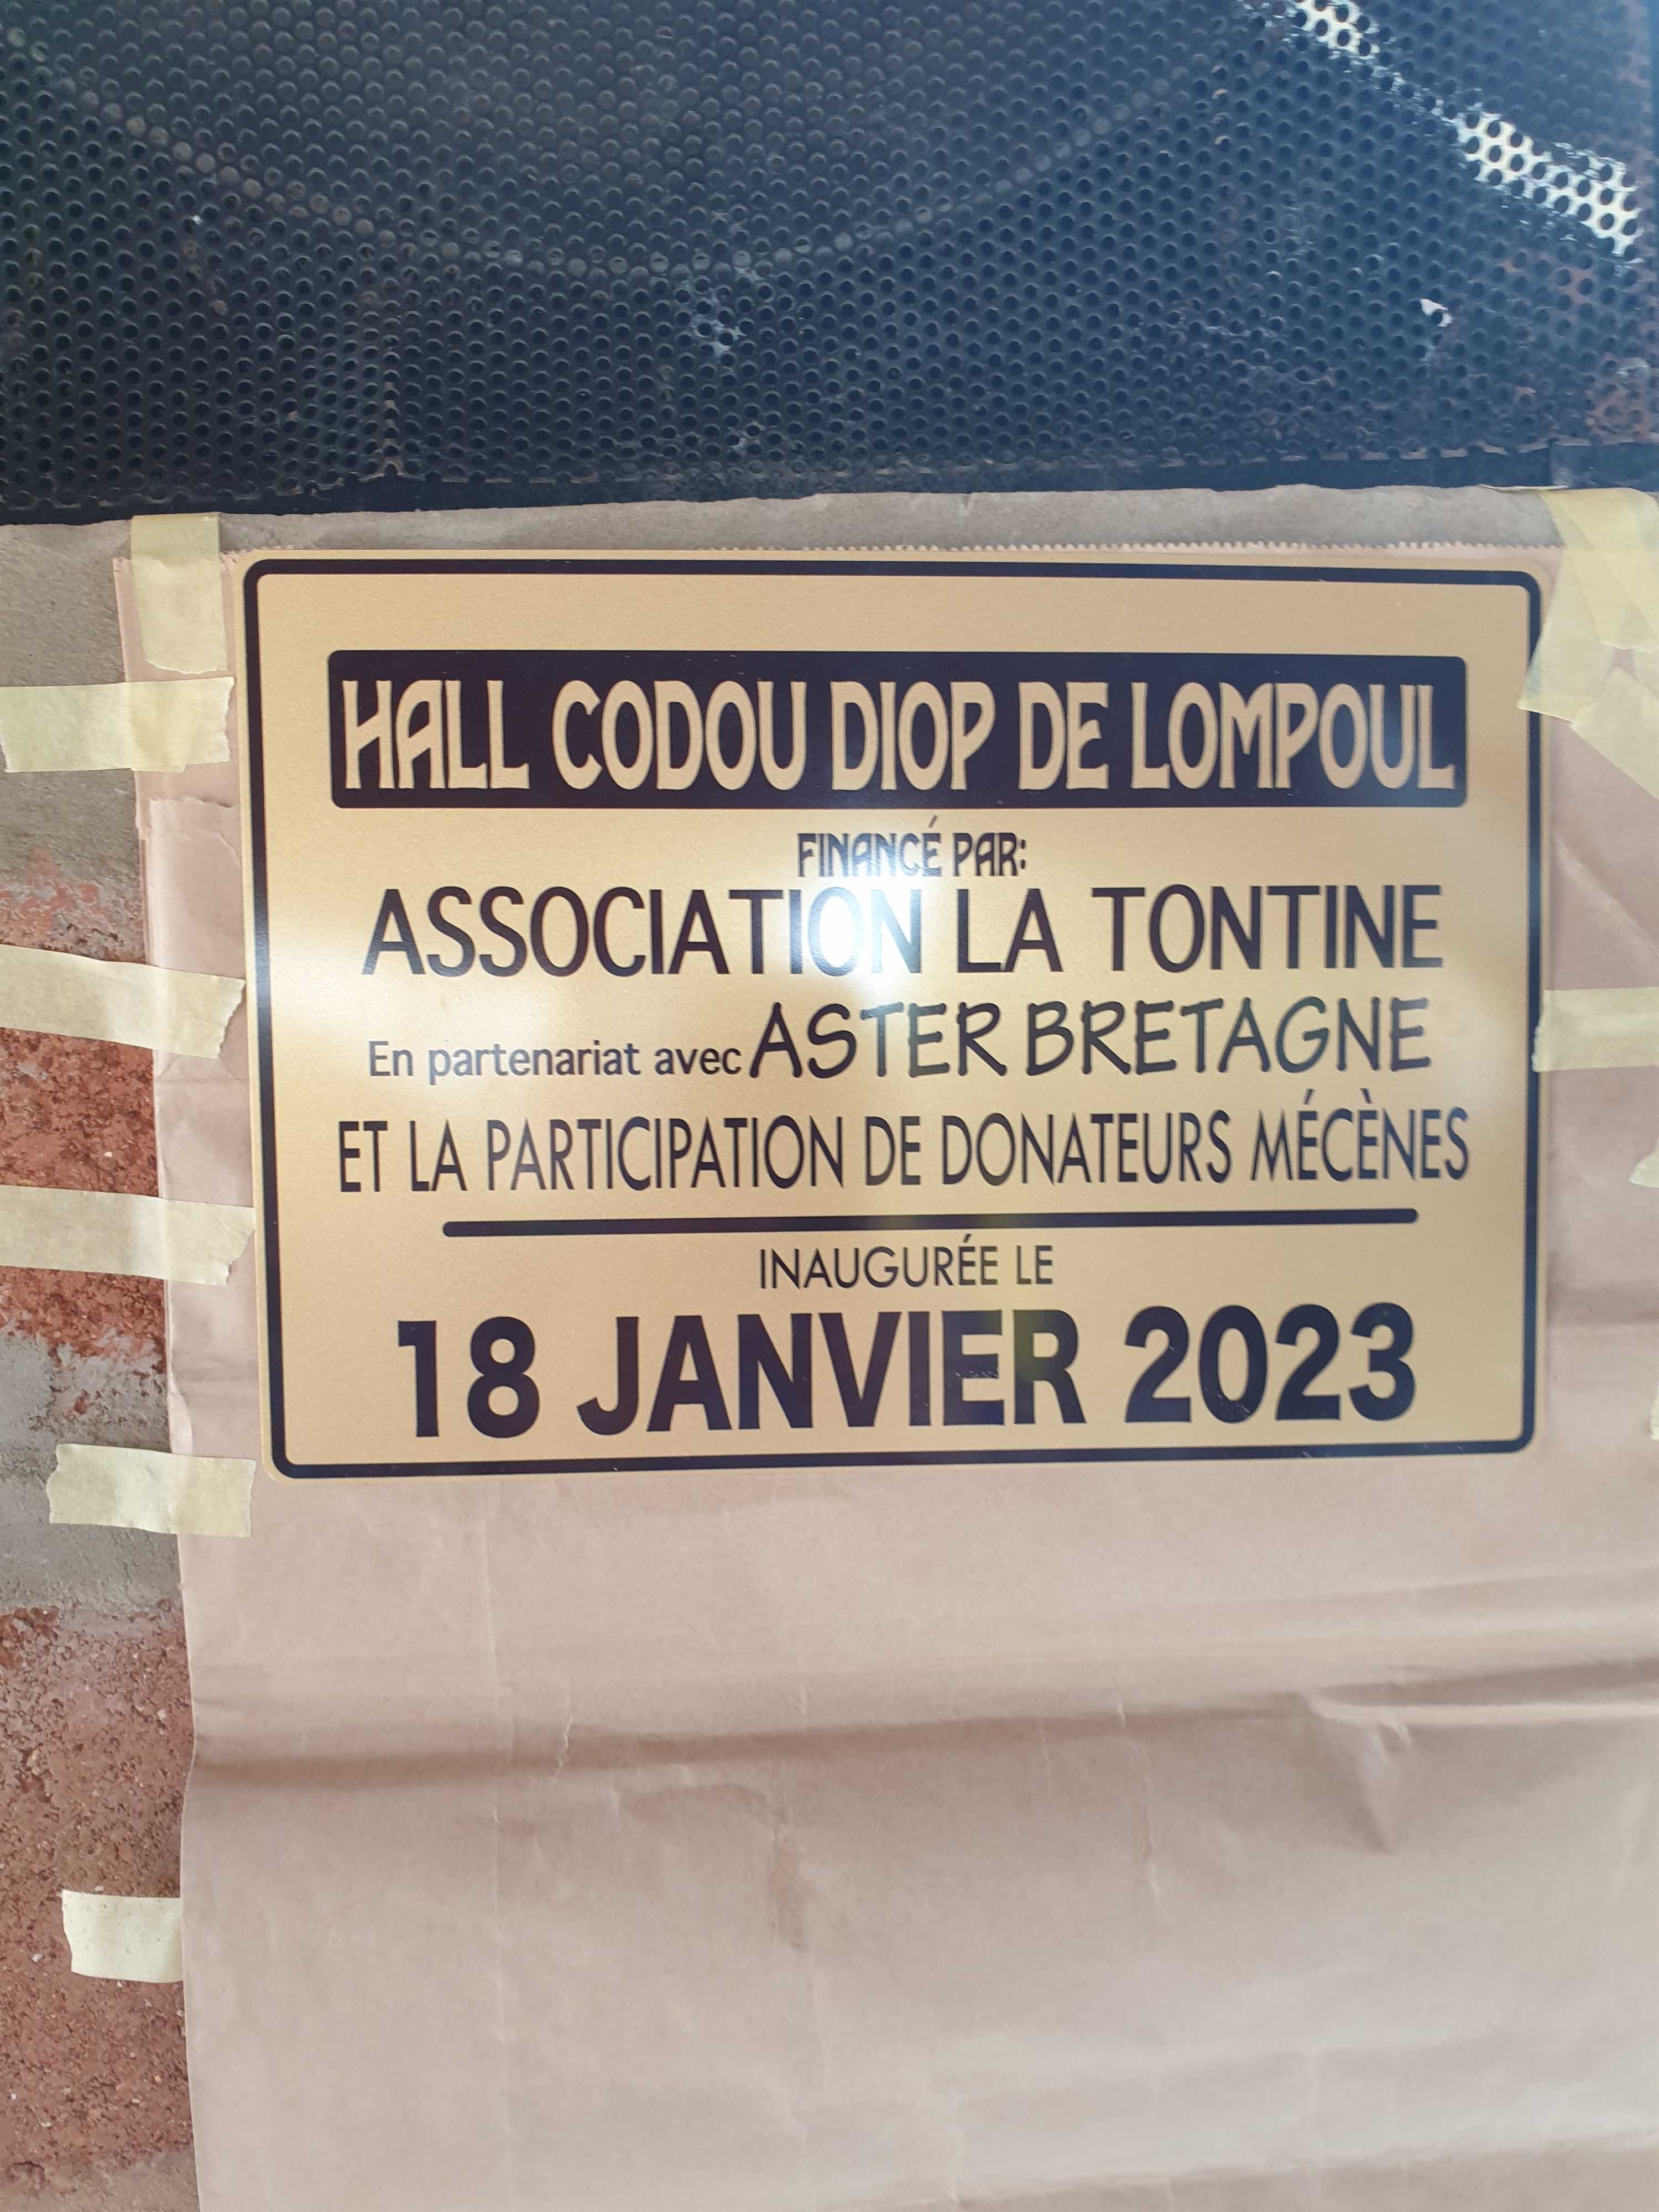 HALL CODOU DIOP DE LOMPOUL
FINANCÉ PAR:
ASSOCIATION LA TONTINE
En partenariat avec ASTER BRETAGNE
ET LA PARTICIPATION DE DONATEURS MÉCÈNES
INAUGURÉE LE
18 JANVIER 2023